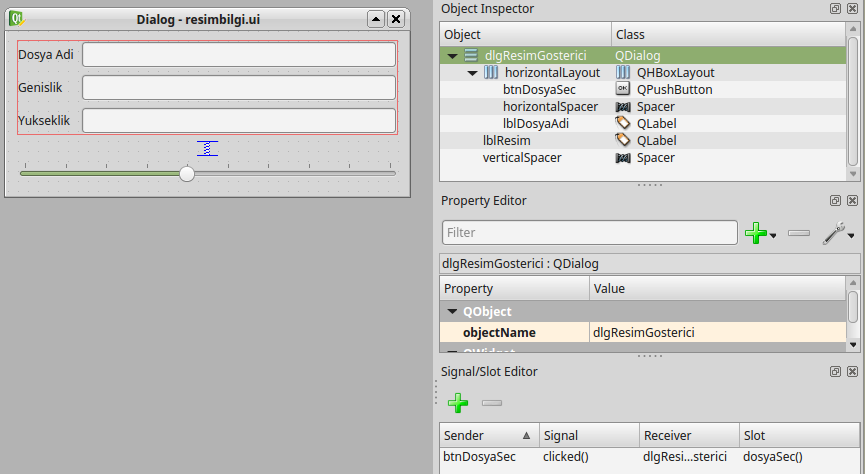 Dialog - resimbilgi.ui
Dosya Adi
Genislik
Yukseklik
Object Inspector
Object Class
dlgResimGosterici QDialog
horizontalLayout QHBoxLayout
btnDosyaSec OK QPushButton
horizontalSpacer Spacer
lblDosyaAdi QLabel
lblResim QLabel
verticalSpacer Spacer
Property Editor
Filter
dlgResimGosterici : QDialog
Property Value
QObject
objectName dlgResimGosterici
QWidget
Signal/Slot Editor
Sender Signal Receiver Slot
btnDosyaSec clicked() dlgResi...sterici dosyaSec()